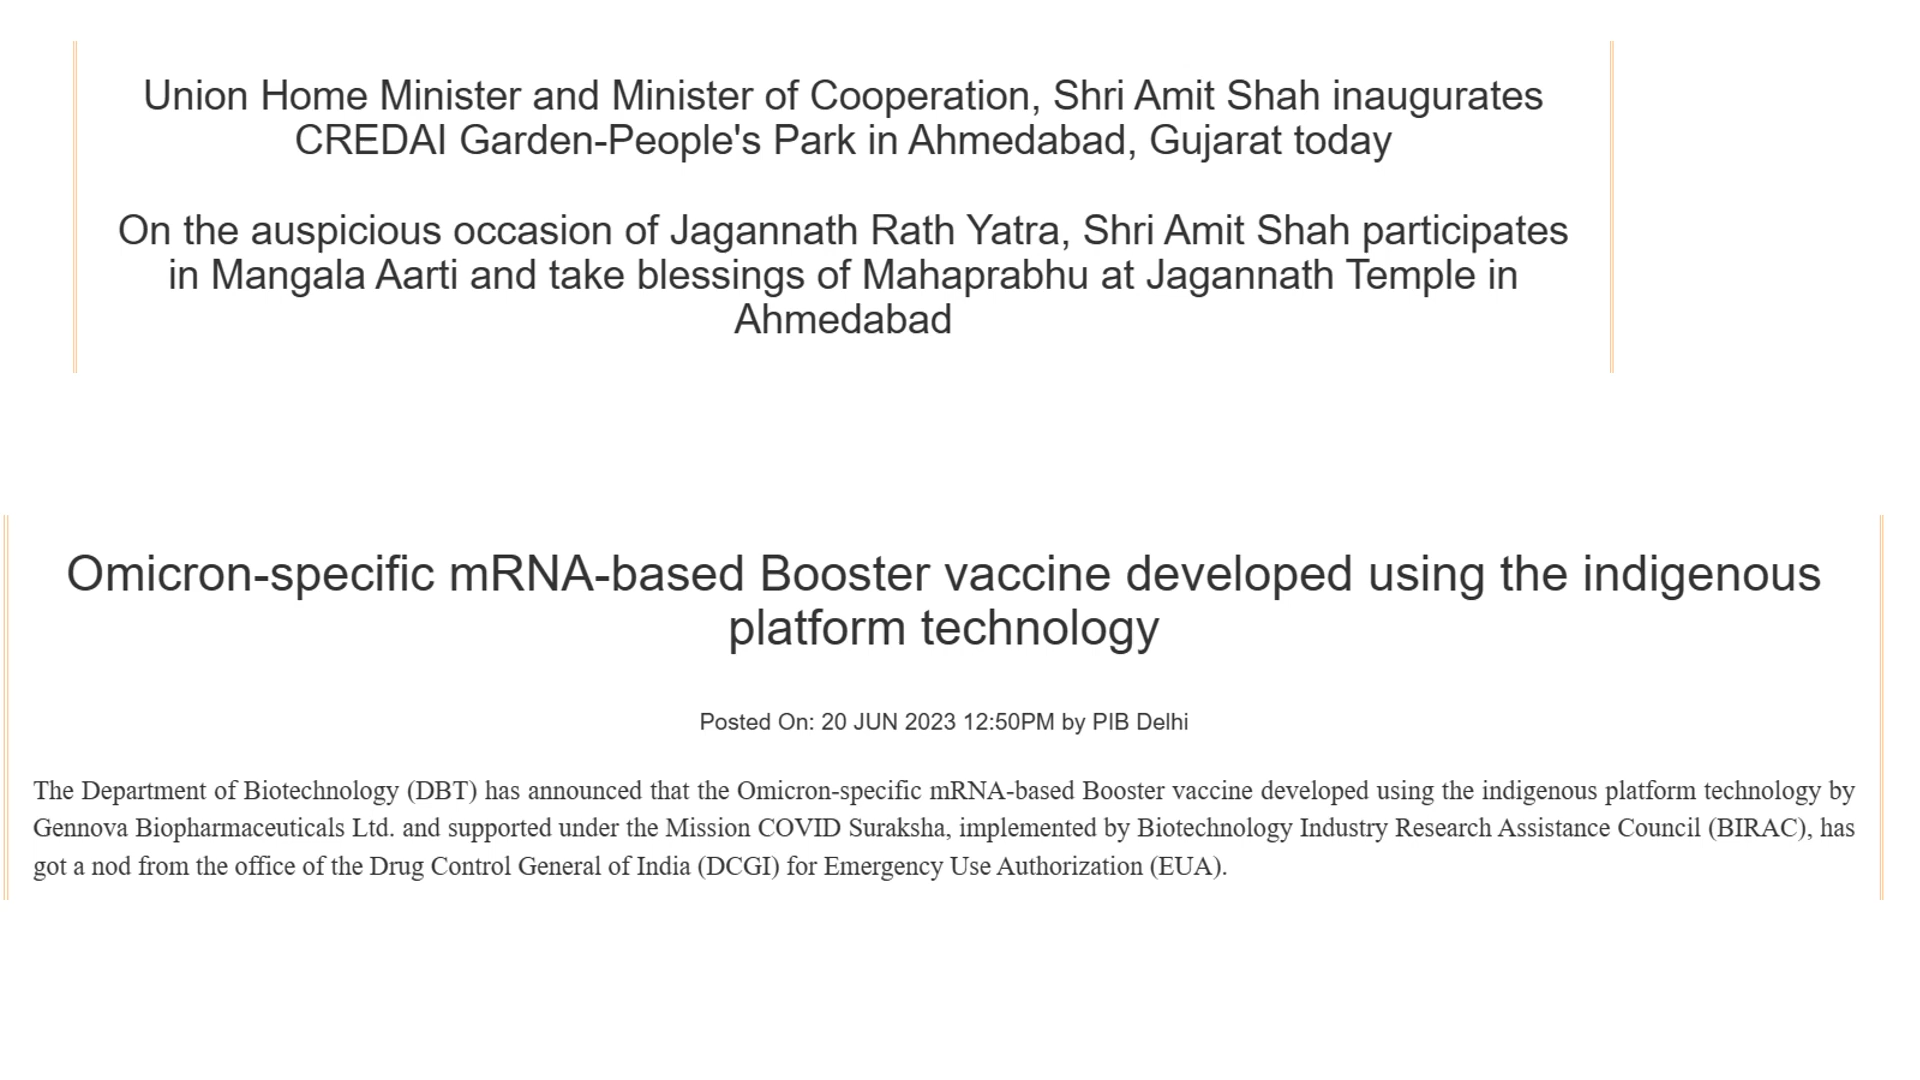 Union Home Minister and Minister of Cooperation, Shri Amit Shah inaugurates
CREDAI Garden-People's Park in Ahmedabad, Gujarat today
On the auspicious occasion of Jagannath Rath Yatra, Shri Amit Shah participates
in Mangala Aarti and take blessings of Mahaprabhu at Jagannath Temple in
Ahmedabad
Omicron-specific mRNA-based Booster vaccine developed using the indigenous
platform technology
Posted On: 20 JUN 2023 12:50PM by PIB Delhi
The Department of Biotechnology (DBT) has announced that the Omicron-specific mRNA-based Booster vaccine developed using the indigenous platform technology by
Gennova Biopharmaceuticals Ltd. and supported under the Mission COVID Suraksha, implemented by Biotechnology Industry Research Assistance Council (BIRAC), has
got a nod from the office of the Drug Control General of India (DCGI) for Emergency Use Authorization (EUA).